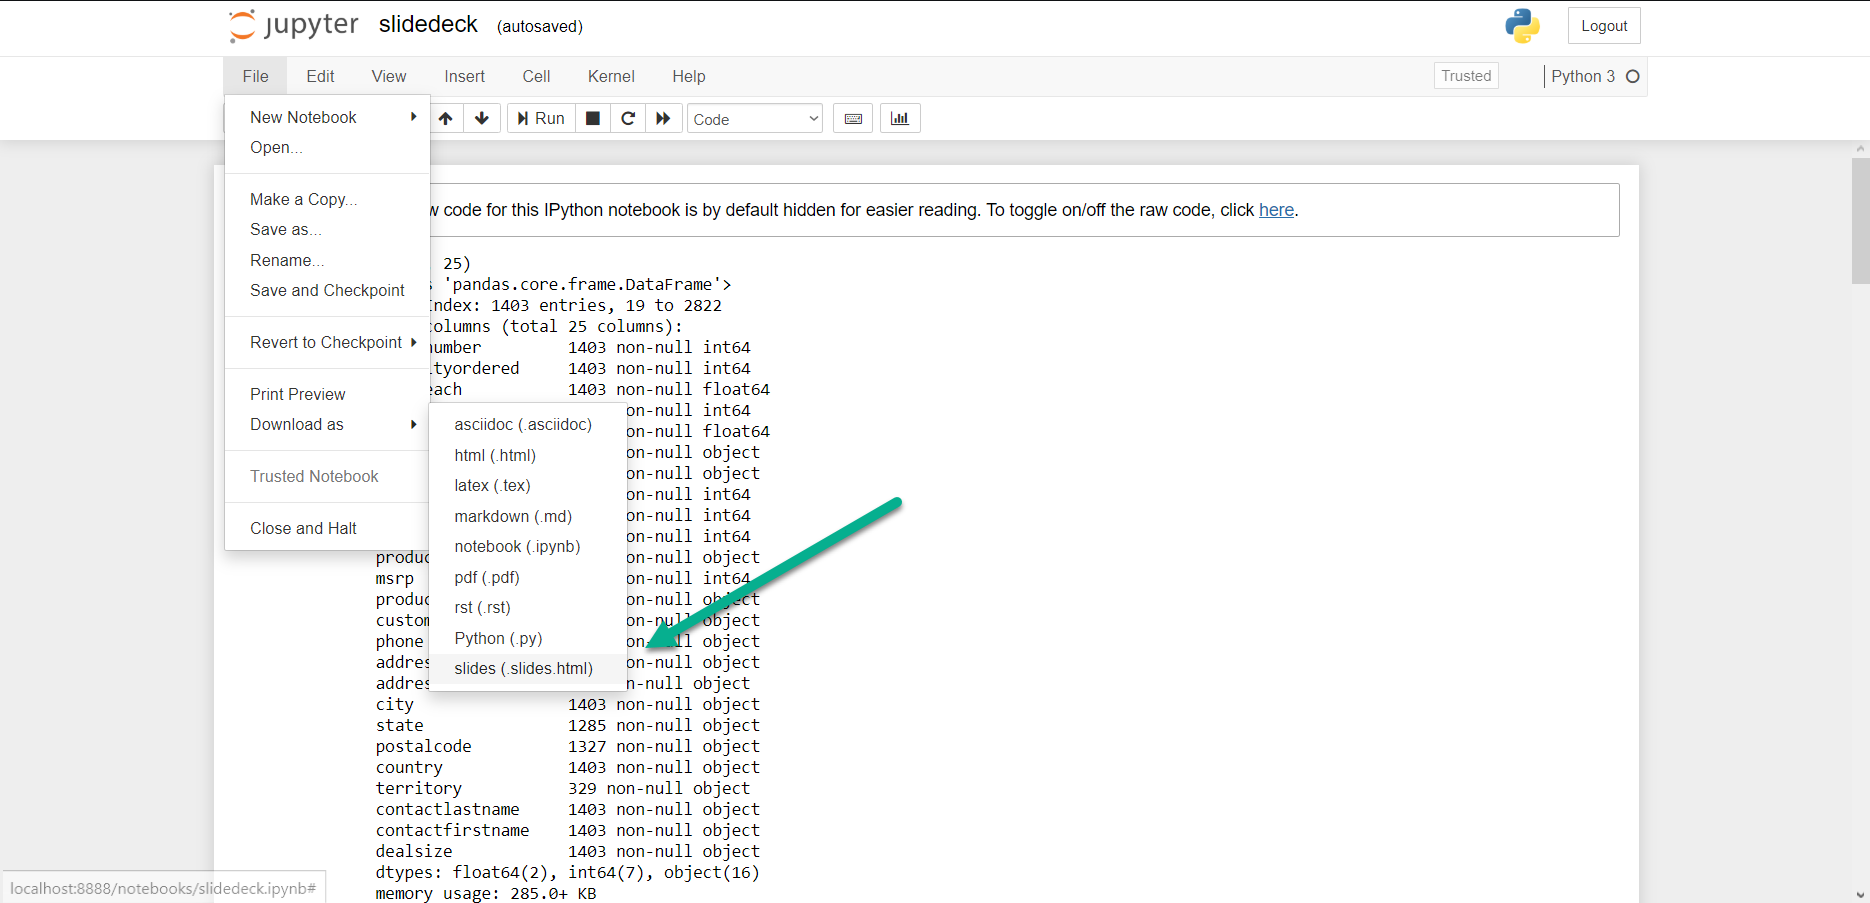 jupyter slidedeck (autosaved)
Logout
File Edit View Insert Cell Kernel Help
Trusted
Python 3
New Notebook
Open...
Make a Copy...
Save as...
Rename...
Save and Checkpoint
Revert to Checkpoint
Print Preview
Download as
Trusted Notebook
Close and Halt
Run
Code
asciidoc (.asciidoc)
html (.html)
latex (.tex)
markdown (.md)
notebook (.ipynb)
pdf (.pdf)
rst (.rst)
Python (.py)
slides (.slides.html)
code for this IPython notebook is by default hidden for easier reading. To toggle on/off the raw code, click here.
25)
'pandas.core.frame.DataFrame'>
ndex: 1403 entries, 19 to 2822
olumns (total 25 columns):
number 1403 non-null int64
ityordered 1403 non-null int64
each 1403 non-null float64
on-null int64
on-null float64
on-null object
on-null object
on-null int64
on-null int64
on-null int64
produc on-null object
msrp on-null int64
produc on-null object
custom on-null object
phone on-null object
addres on-null object
addres n-null object
city 1403 non-null object
state 1285 non-null object
postalcode 1327 non-null object
country 1403 non-null object
territory 329 non-null object
contactlastname 1403 non-null object
contactfirstname 1403 non-null object
dealsize 1403 non-null object
dtypes: float64(2), int64(7), object(16)
memory usage: 285.0+ KB
localhost:8888/notebooks/slidedeck.ipynb#